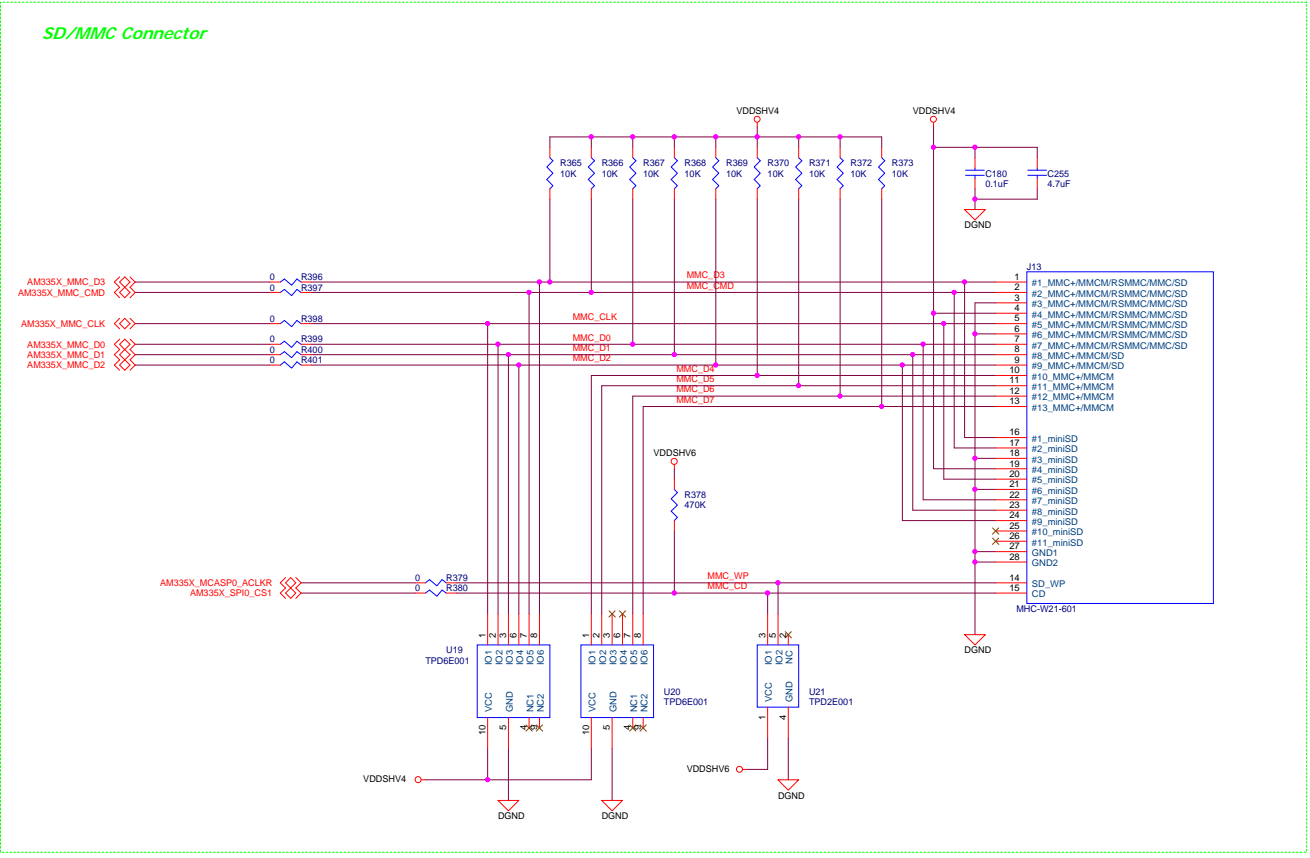 SD/MMC Connector
VDDSHV4
VDDSHV4
R365
10K
R366
10K
R367
10K
R368
10K
R369
10K
R370
10K
R371
10K
R372
10K
R373
10K
C180
0.1uF
C255
4.7uF
DGND
J13
AM335X_MMC_D3
0
R396
MMC_D3
1
#1_MMC+/MMCM/RSMMC/MMC/SD
AM335X_MMC_CMD
0
R397
MMC_CMD
2
#2_MMC+/MMCM/RSMMC/MMC/SD
3
#3_MMC+/MMCM/RSMMC/MMC/SD
4
#4_MMC+/MMCM/RSMMC/MMC/SD
AM335X_MMC_CLK
0
R398
MMC_CLK
5
#5_MMC+/MMCM/RSMMC/MMC/SD
6
#6_MMC+/MMCM/RSMMC/MMC/SD
AM335X_MMC_D0
0
R399
MMC_D0
7
#7_MMC+/MMCM/RSMMC/MMC/SD
AM335X_MMC_D1
0
R400
MMC_D1
8
#8_MMC+/MMCM/SD
AM335X_MMC_D2
0
R401
MMC_D2
9
#9_MMC+/MMCM/SD
MMC_D4
10
#10_MMC+/MMCM
MMC_D5
11
#11_MMC+/MMCM
MMC_D6
12
#12_MMC+/MMCM
MMC_D7
13
#13_MMC+/MMCM
16
#1_miniSD
17
#2_miniSD
18
#3_miniSD
19
#4_miniSD
20
#5_miniSD
21
#6_miniSD
22
#7_miniSD
23
#8_miniSD
24
#9_miniSD
25
#10_miniSD
26
#11_miniSD
27
GND1
28
GND2
VDDSHV6
R378
470K
AM335X_MCASP0_ACLKR
0
R379
MMC_WP
14
SD_WP
AM335X_SPI0_CS1
0
R380
MMC_CD
15
CD
MHC-W21-601
DGND
U19
TPD6E001
1
2
3
6
7
8
IO1
IO2
IO3
IO4
IO5
IO6
VCC
GND
NC1
NC2
10
5
4
9
1
2
3
6
7
8
IO1
IO2
IO3
IO4
IO5
IO6
VCC
GND
NC1
NC2
10
5
4
9
U20
TPD6E001
3
5
2
IO1
IO2
NC
VCC
GND
1
4
U21
TPD2E001
VDDSHV4
VDDSHV6
DGND
DGND
DGND